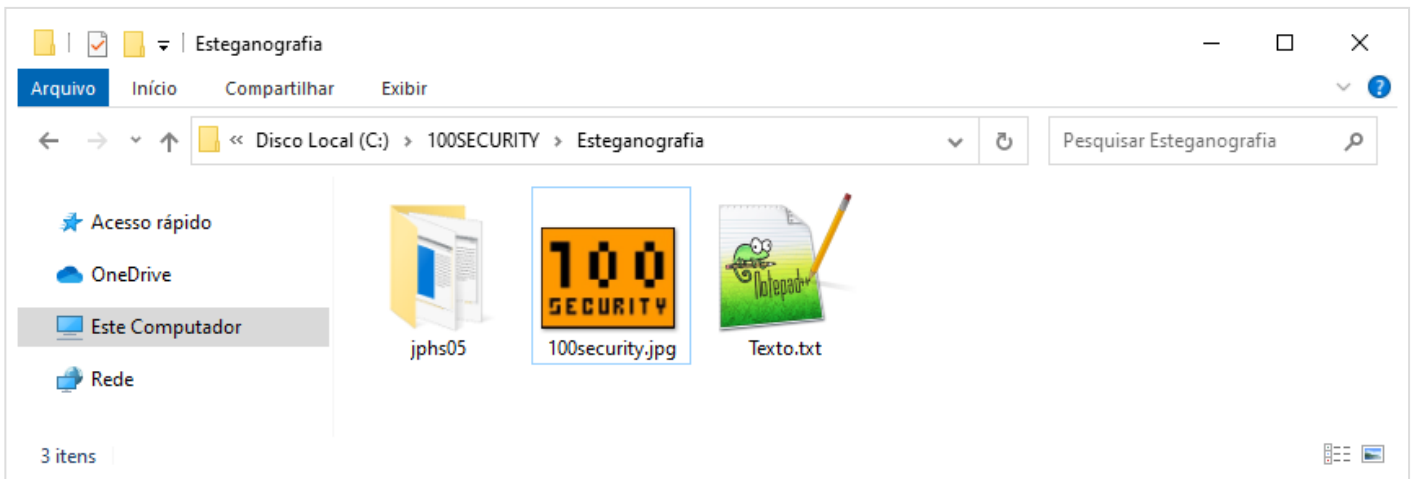 Esteganografia
Arquivo Início Compartilhar Exibir
« Disco Local (C:) > 100SECURITY > Esteganografia
Pesquisar Esteganografia
Acesso rápido
OneDrive
Este Computador
Rede
100
SECURITY
Notepad++
jphs05
100security.jpg
Texto.txt
3 itens